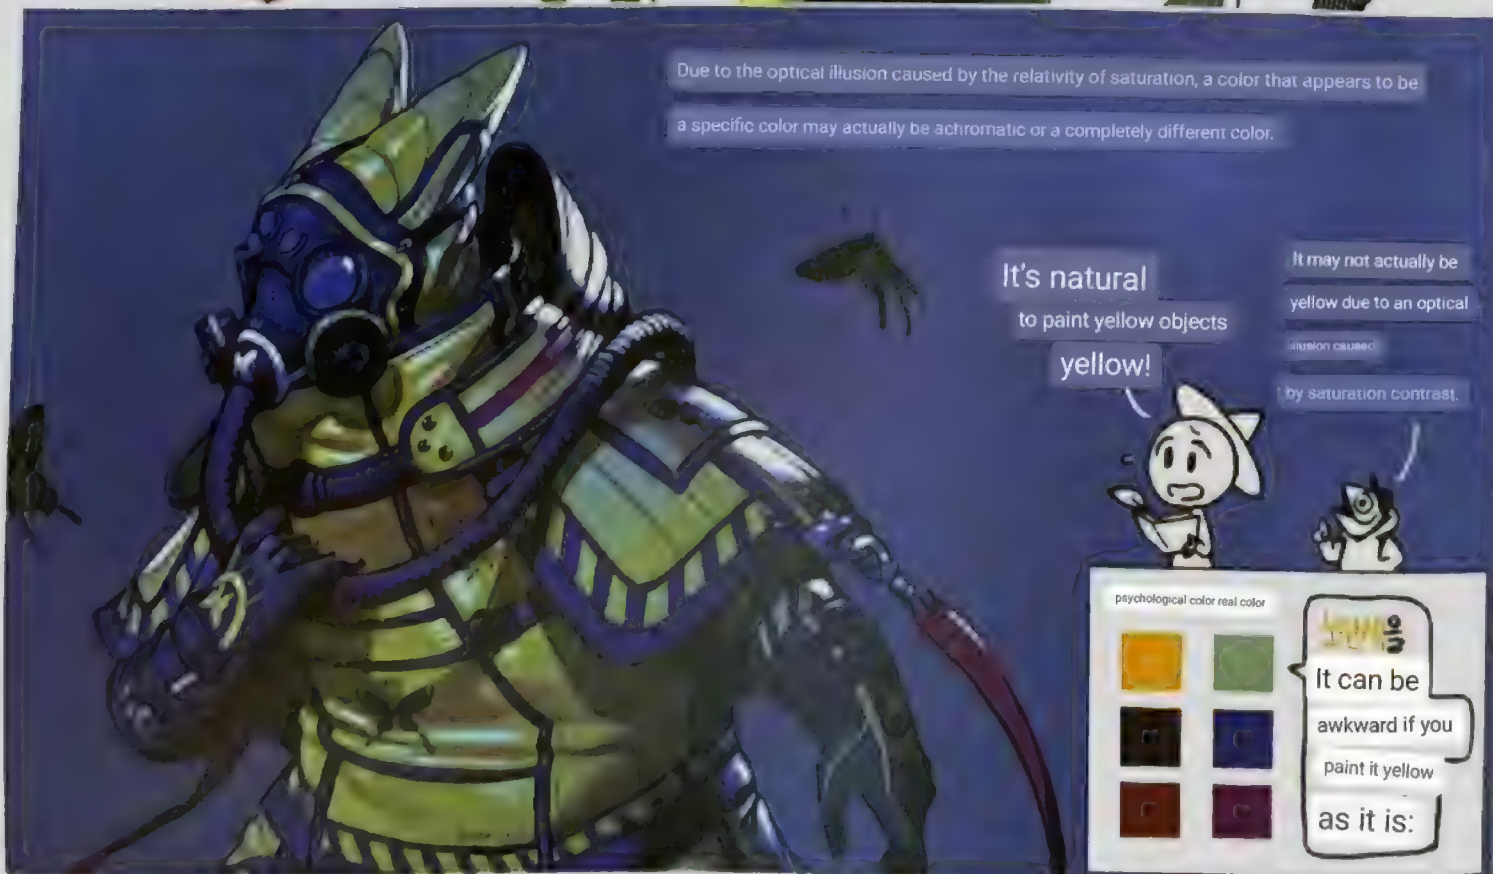 Due to the optical illusion caused by the relativity of saturation, a color that appears to be
a specific color may actually be achromatic or a completely different color.
It's natural
to paint yellow objects
yellow!
It may not actually be
yellow due to an optical
illusion caused
by saturation contrast.
psychological color real color
It can be
awkward if you
paint it yellow
as it is: